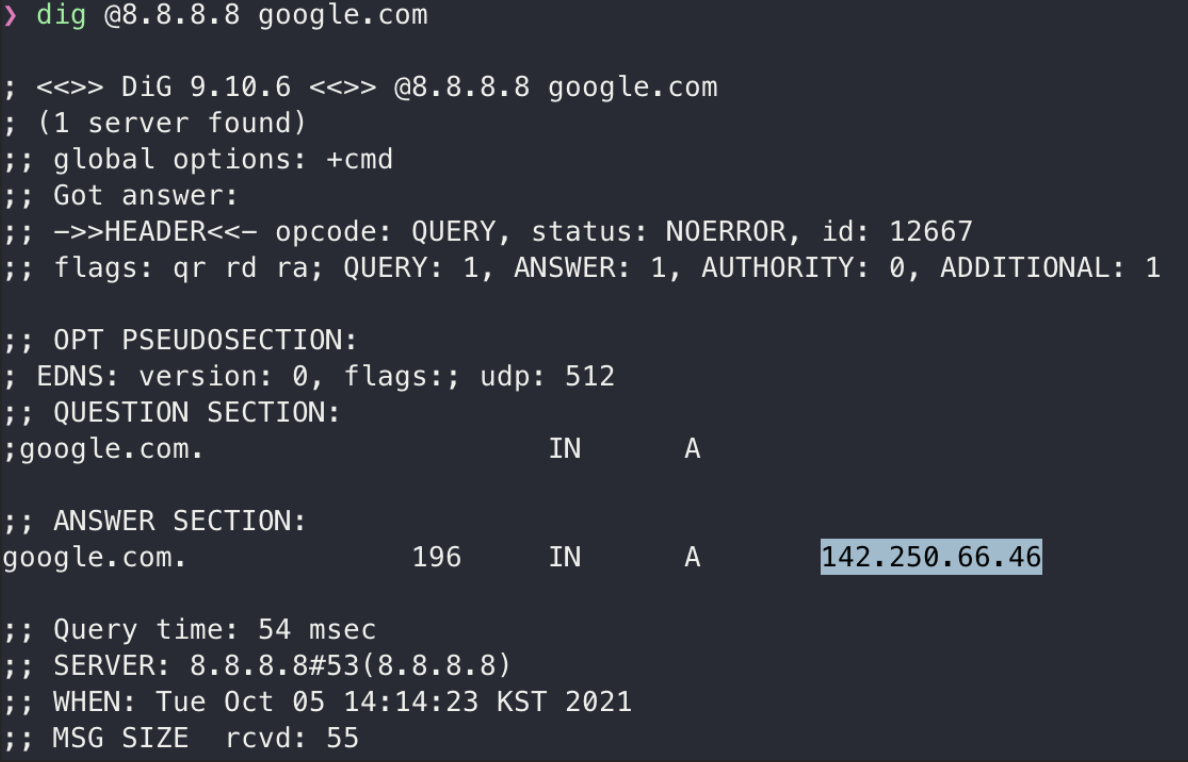 ❯ dig @8.8.8.8 google.com
; <<>> DiG 9.10.6 <<>> @8.8.8.8 google.com
; (1 server found)
;; global options: +cmd
;; Got answer:
;; ->>HEADER<<- opcode: QUERY, status: NOERROR, id: 12667
;; flags: qr rd ra; QUERY: 1, ANSWER: 1, AUTHORITY: 0, ADDITIONAL: 1
;; OPT PSEUDOSECTION:
; EDNS: version: 0, flags:; udp: 512
;; QUESTION SECTION:
;google.com. IN A
;; ANSWER SECTION:
google.com. 196 IN A 142.250.66.46
;; Query time: 54 msec
;; SERVER: 8.8.8.8#53(8.8.8.8)
;; WHEN: Tue Oct 05 14:14:23 KST 2021
;; MSG SIZE rcvd: 55